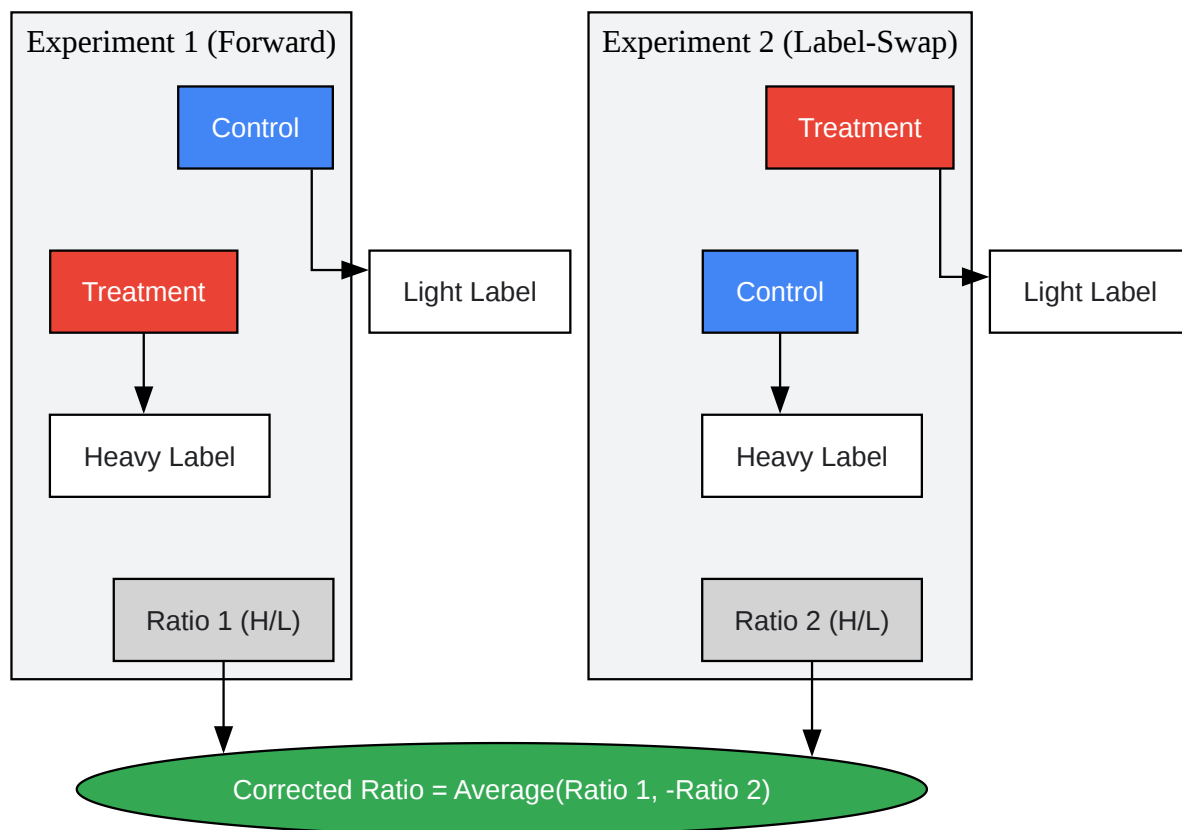 Experiment 1 (Forward)
Control
Treatment
Light Label
Heavy Label
Ratio 1 (H/L)
Experiment 2 (Label-Swap)
Treatment
Control
Light Label
Heavy Label
Ratio 2 (H/L)
Corrected Ratio = Average(Ratio 1, -Ratio 2)